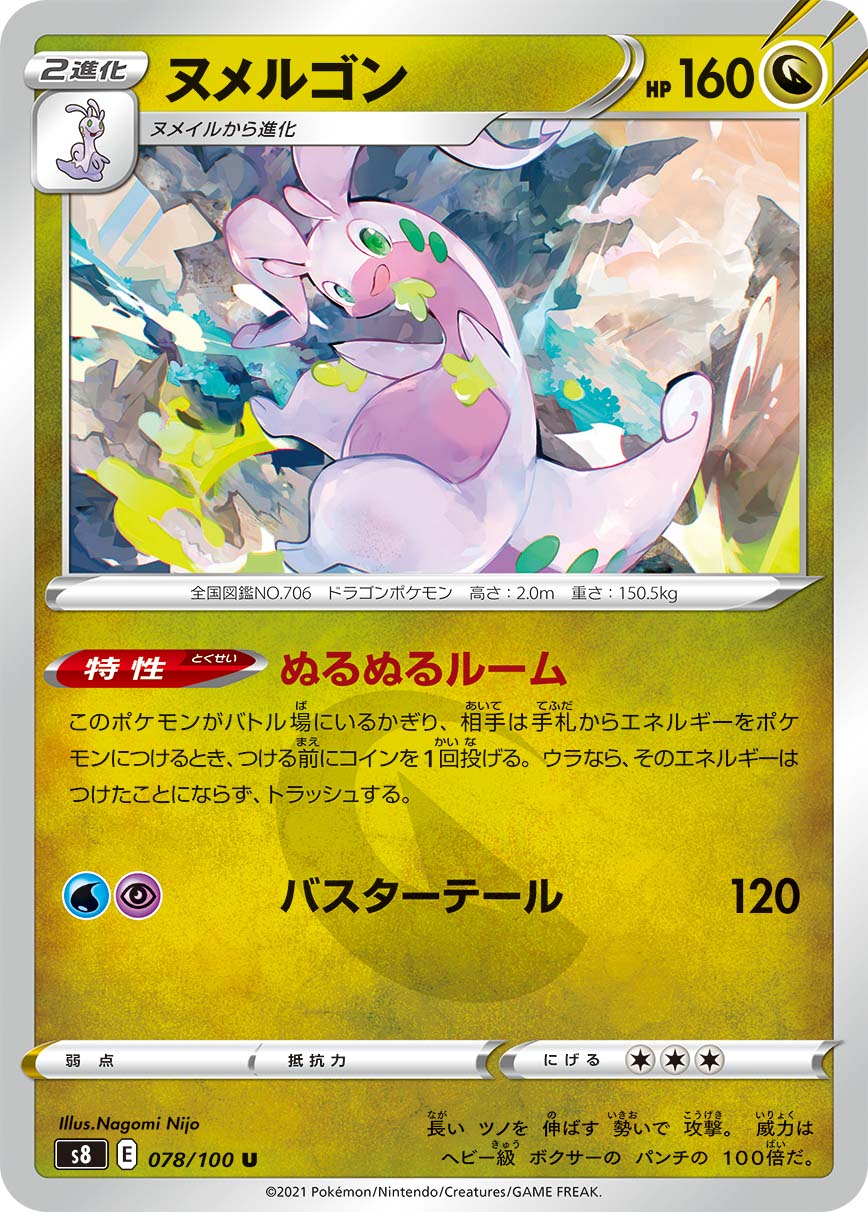 2進化 ヌメルゴン HP 160
ヌメイルから進化
全国図鑑NO.706 ドラゴンポケモン 高さ：2.0m 重さ：150.5kg
特性 とくせい ぬるぬるルーム
このポケモンがバトル場にいるかぎり、相手は手札からエネルギーをポケ
モンにつけるとき、つける前にコインを1回投げる。ウラなら、そのエネルギーは
つけたことにならず、トラッシュする。
バスターテール 120
弱点 抵抗力 にげる
Illus.Nagomi Nijo
長い ツノを 伸ばす 勢いで 攻撃。 威力は
ヘビー級 ボクサーの パンチの 100倍だ。
s8 E 078/100 U
©2021 Pokémon/Nintendo/Creatures/GAME FREAK.